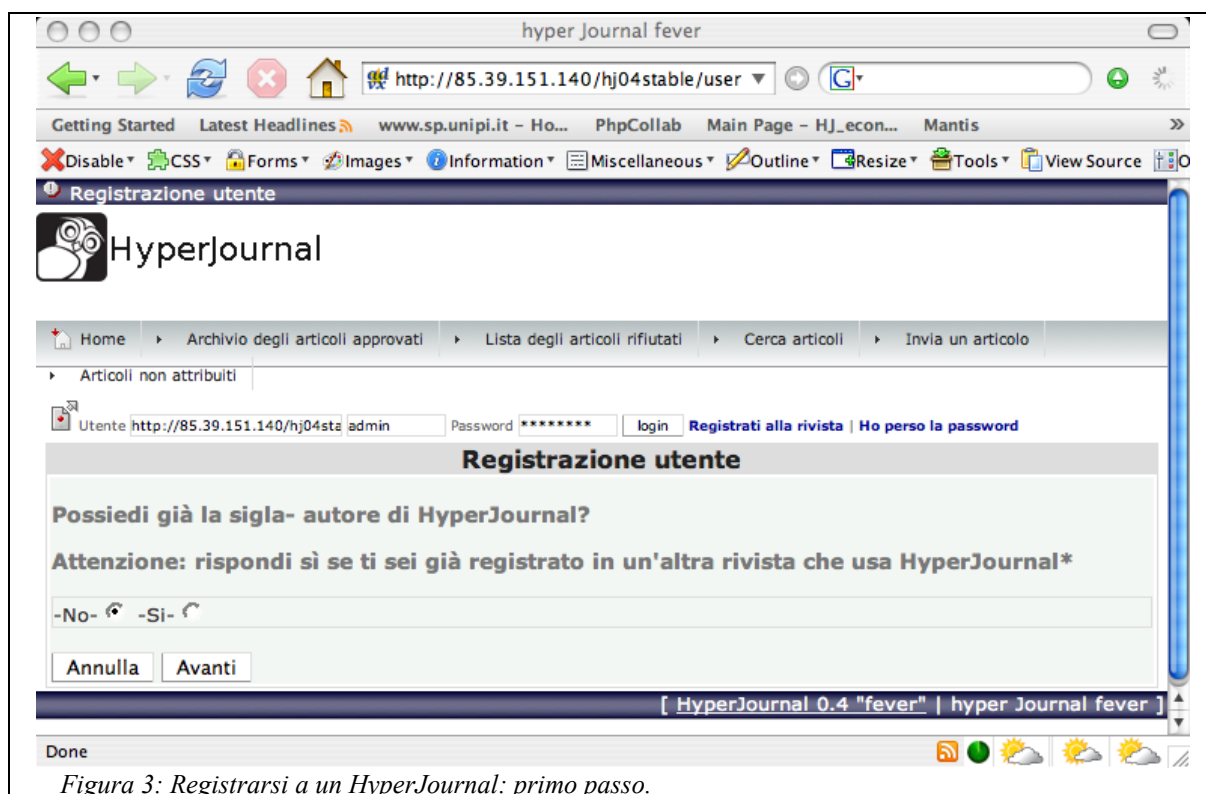 hyper Journal fever
http://85.39.151.140/hj04stable/user G
Getting Started Latest Headlines www.sp.unipi.it – Ho... PhpCollab Main Page – HJ_econ... Mantis »
Disable CSS Forms Images Information Miscellaneous Outline Resize Tools View Source O
Registrazione utente
HyperJournal
Home Archivio degli articoli approvati Lista degli articoli rifiutati Cerca articoli Invia un articolo
Articoli non attribuiti
Utente http://85.39.151.140/hj04sta admin Password ******** login Registrati alla rivista | Ho perso la password
Registrazione utente
Possiedi già la sigla- autore di HyperJournal?
Attenzione: rispondi sì se ti sei già registrato in un'altra rivista che usa HyperJournal*
-No- -Si-
Annulla Avanti
[ HyperJournal 0.4 "fever" | hyper Journal fever ]
Done
Figura 3: Registrarsi a un HyperJournal: primo passo.